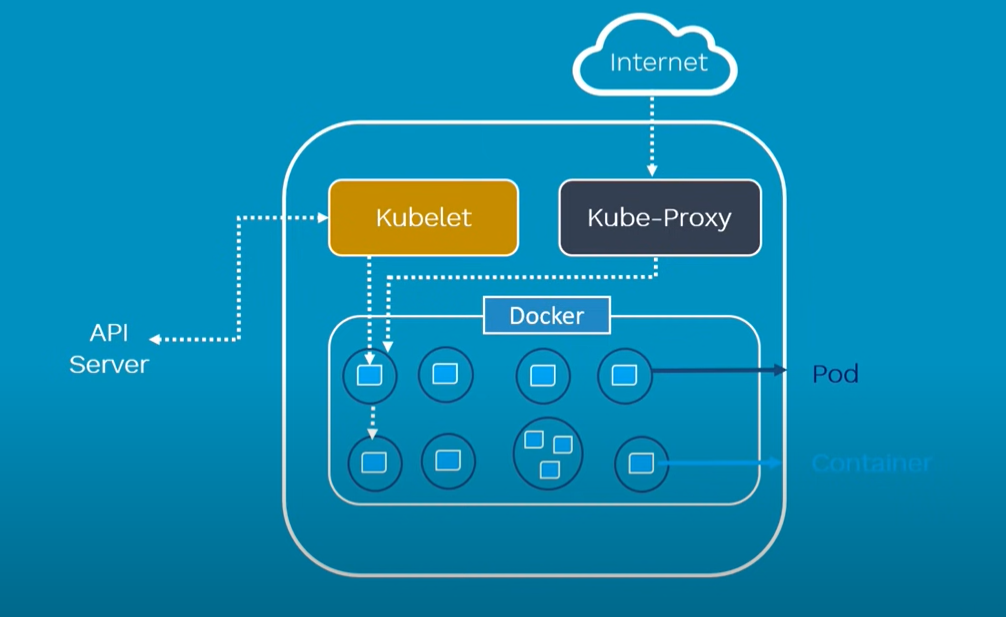 Internet
Kubelet
Kube-Proxy
Docker
API
Server
Pod
Container